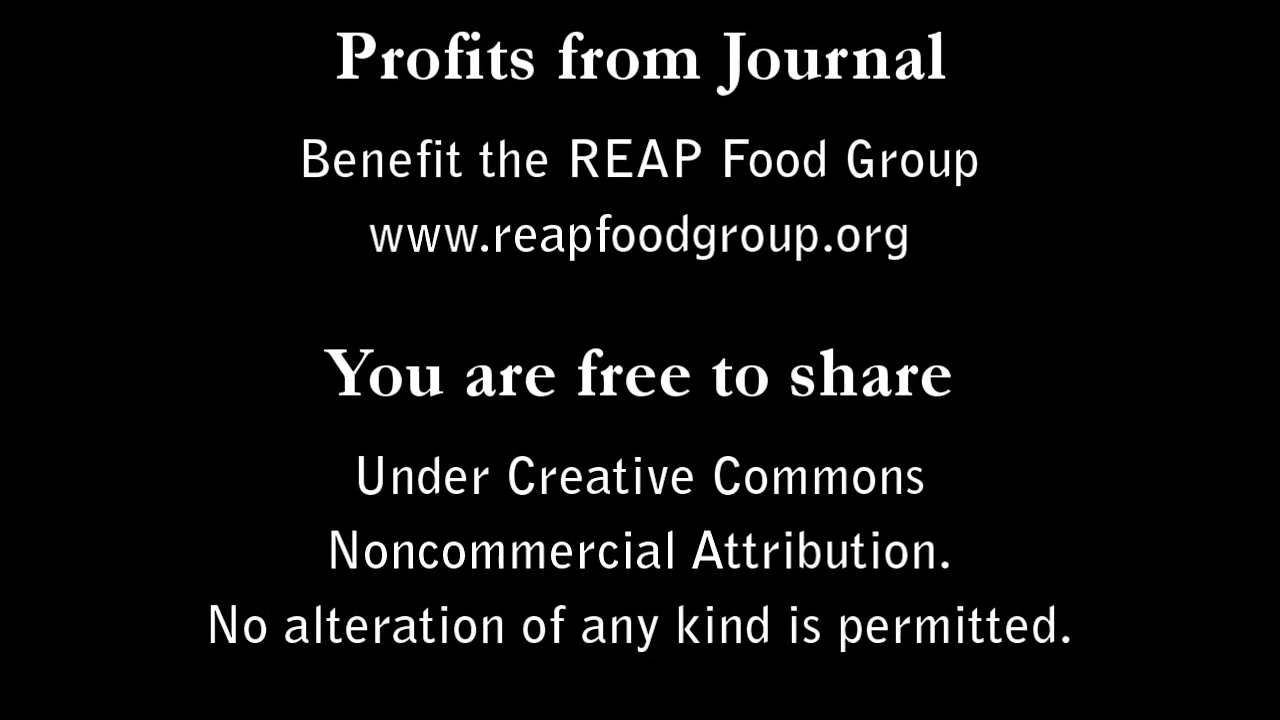 Profits from Journal
Benefit the REAP Food Group
www.reapfoodgroup.org
You are free to share
Under Creative Commons
Noncommercial Attribution.
No alteration of any kind is permitted.